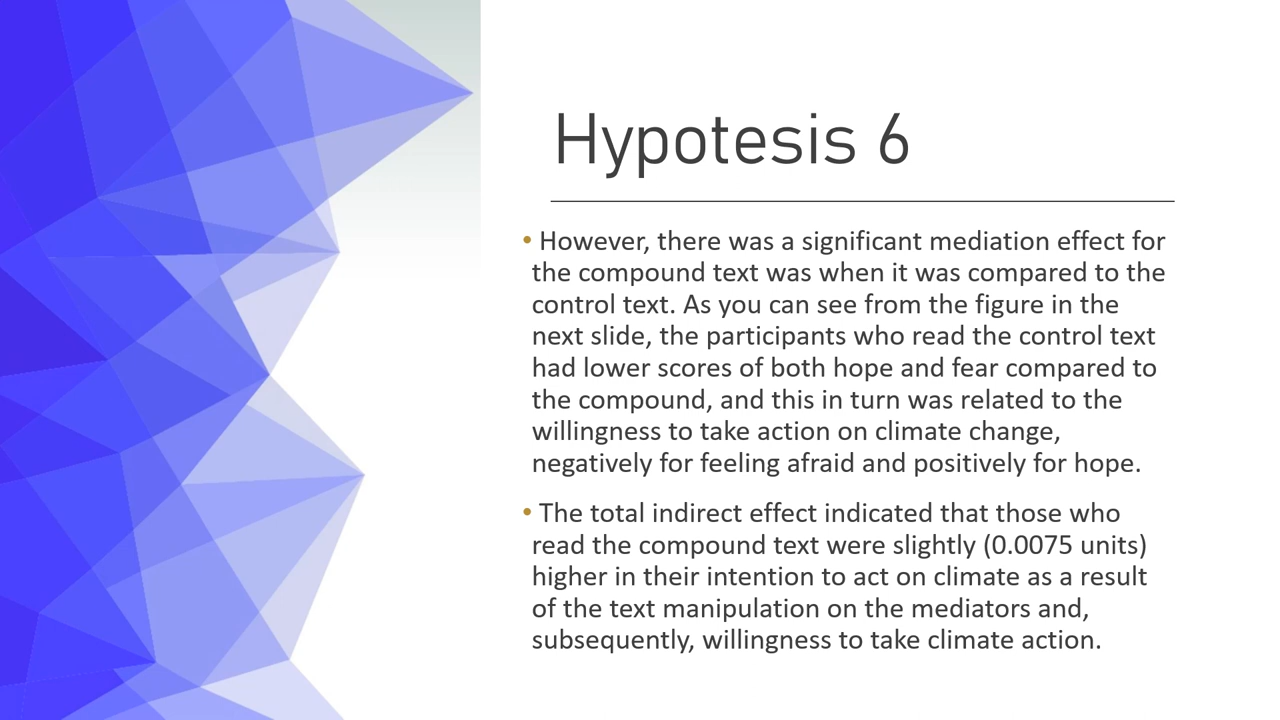 Hypotesis 6
• However, there was a significant mediation effect for
the compound text was when it was compared to the
control text. As you can see from the figure in the
next slide, the participants who read the control text
had lower scores of both hope and fear compared to
the compound, and this in turn was related to the
willingness to take action on climate change,
negatively for feeling afraid and positively for hope.
• The total indirect effect indicated that those who
read the compound text were slightly (0.0075 units)
higher in their intention to act on climate as a result
of the text manipulation on the mediators and,
subsequently, willingness to take climate action.